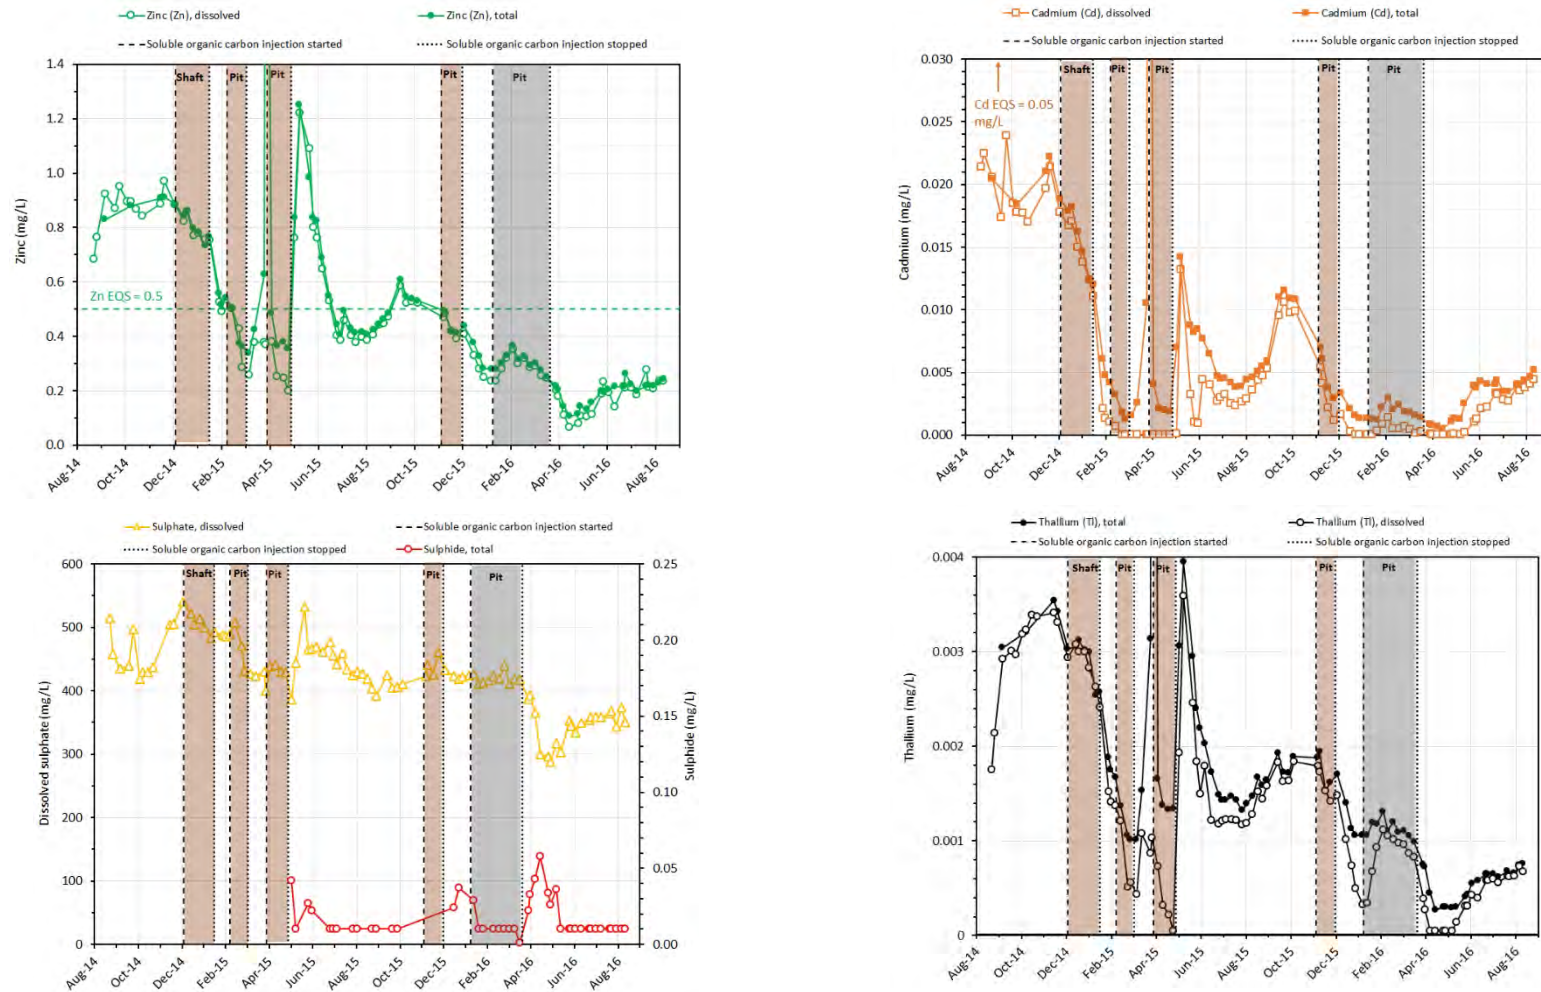 Zinc (Zn), dissolved
Zinc (Zn), total
Soluble organic carbon injection started
Soluble organic carbon injection stopped
Zinc (mg/L)
1.4
1.2
1.0
0.8
0.6
0.4
0.2
0.0
Shaft
Pit
Pit
Pit
Pit
Zn EQS = 0.5
Aug-14
Oct-14
Dec-14
Feb-15
Apr-15
Jun-15
Aug-15
Oct-15
Dec-15
Feb-16
Apr-16
Jun-16
Aug-16
Cadmium (Cd), dissolved
Cadmium (Cd), total
Soluble organic carbon injection started
Soluble organic carbon injection stopped
Cadmium (mg/L)
0.030
0.025
0.020
0.015
0.010
0.005
0.000
Shaft
Pit
Pit
Pit
Pit
Cd EQS = 0.05
mg/L
Aug-14
Oct-14
Dec-14
Feb-15
Apr-15
Jun-15
Aug-15
Oct-15
Dec-15
Feb-16
Apr-16
Jun-16
Aug-16
Sulphate, dissolved
Soluble organic carbon injection started
Soluble organic carbon injection stopped
Sulphide, total
Dissolved sulphate (mg/L)
600
500
400
300
200
100
0
Shaft
Pit
Pit
Pit
Pit
0.25
0.20
0.15
0.10
0.05
0.00
Sulphide (mg/L)
Aug-14
Oct-14
Dec-14
Feb-15
Apr-15
Jun-15
Aug-15
Oct-15
Dec-15
Feb-16
Apr-16
Jun-16
Aug-16
Thallium (Tl), total
Thallium (Tl), dissolved
Soluble organic carbon injection started
Soluble organic carbon injection stopped
Thallium (mg/L)
0.004
0.003
0.002
0.001
0
Shaft
Pit
Pit
Pit
Pit
Aug-14
Oct-14
Dec-14
Feb-15
Apr-15
Jun-15
Aug-15
Oct-15
Dec-15
Feb-16
Apr-16
Jun-16
Aug-16